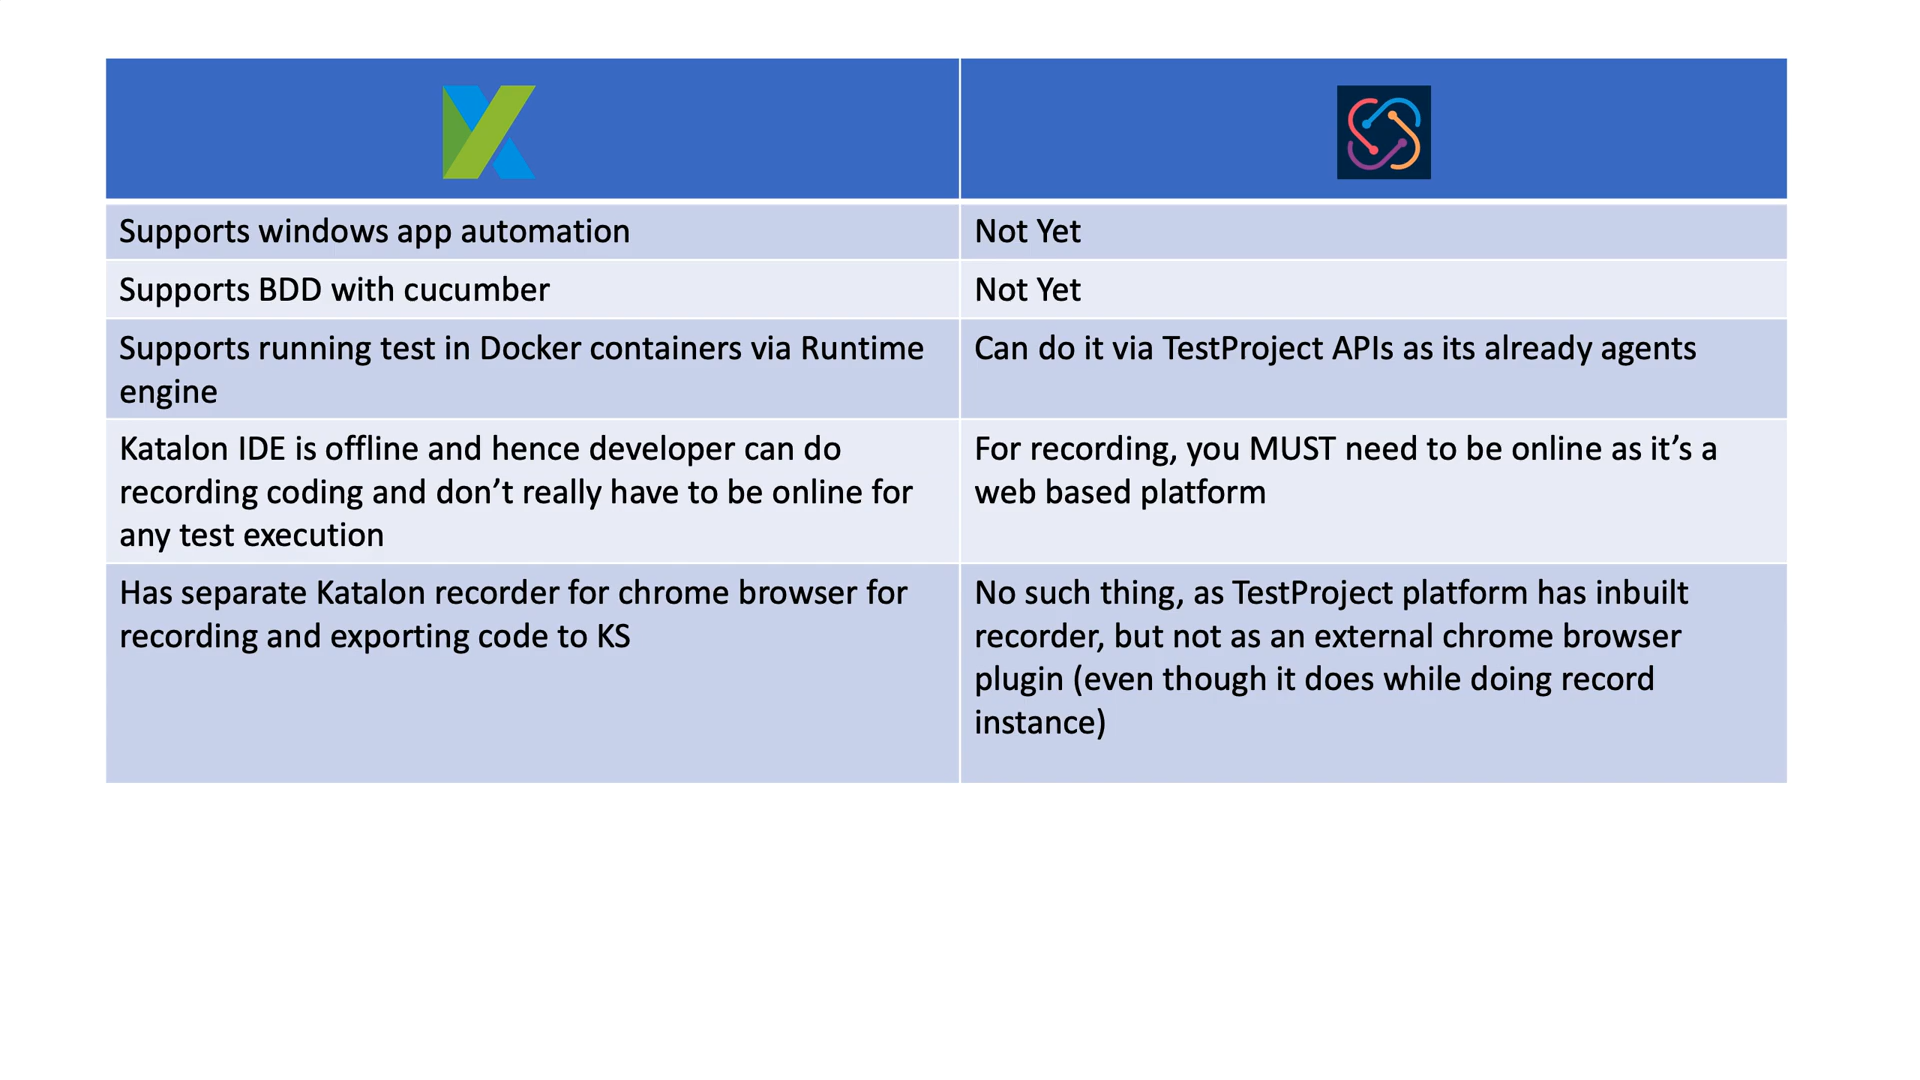 Supports windows app automation
Not Yet
Supports BDD with cucumber
Not Yet
Supports running test in Docker containers via Runtime
engine
Can do it via TestProject APIs as its already agents
Katalon IDE is offline and hence developer can do
recording coding and don’t really have to be online for
any test execution
For recording, you MUST need to be online as it’s a
web based platform
Has separate Katalon recorder for chrome browser for
recording and exporting code to KS
No such thing, as TestProject platform has inbuilt
recorder, but not as an external chrome browser
plugin (even though it does while doing record
instance)